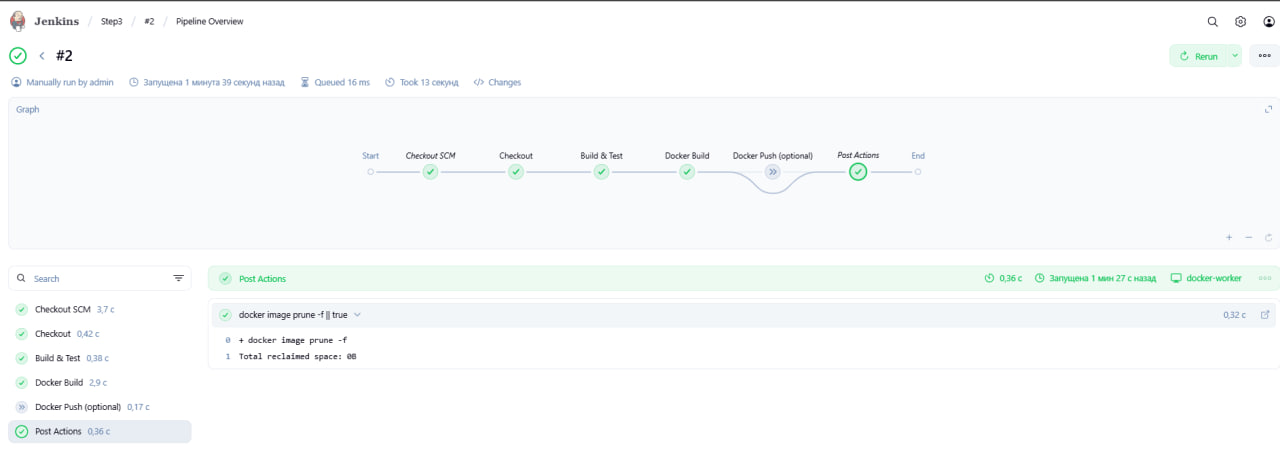 Jenkins / Step3 / #2 / Pipeline Overview
#2
Rerun
Manually run by admin Запущена 1 минута 39 секунд назад Queued 16 ms Took 13 секунд </> Changes
Graph
Start Checkout SCM Checkout Build & Test Docker Build Docker Push (optional) Post Actions End
Search
Post Actions 0,36 с Запущена 1 мин 27 с назад docker-worker
Checkout SCM 3,7 с
docker image prune -f || true 0,32 с
Checkout 0,42 с
0 + docker image prune -f
1 Total reclaimed space: 0B
Build & Test 0,38 с
Docker Build 2,9 с
Docker Push (optional) 0,17 с
Post Actions 0,36 с